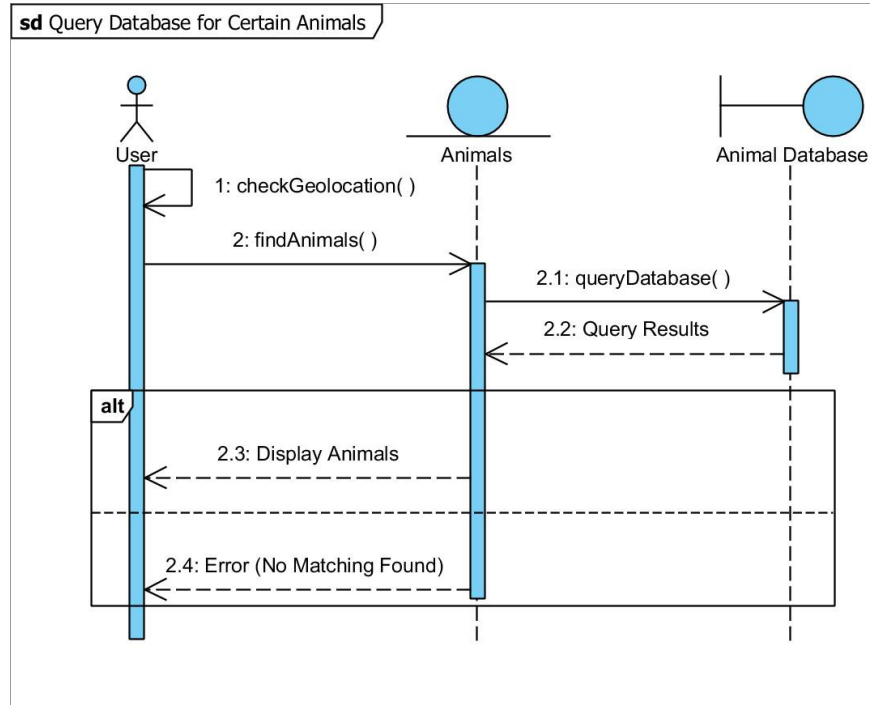 sd Query Database for Certain Animals
User
Animals
Animal Database
1: checkGeolocation( )
2: findAnimals( )
2.1: queryDatabase( )
2.2: Query Results
alt
2.3: Display Animals
2.4: Error (No Matching Found)